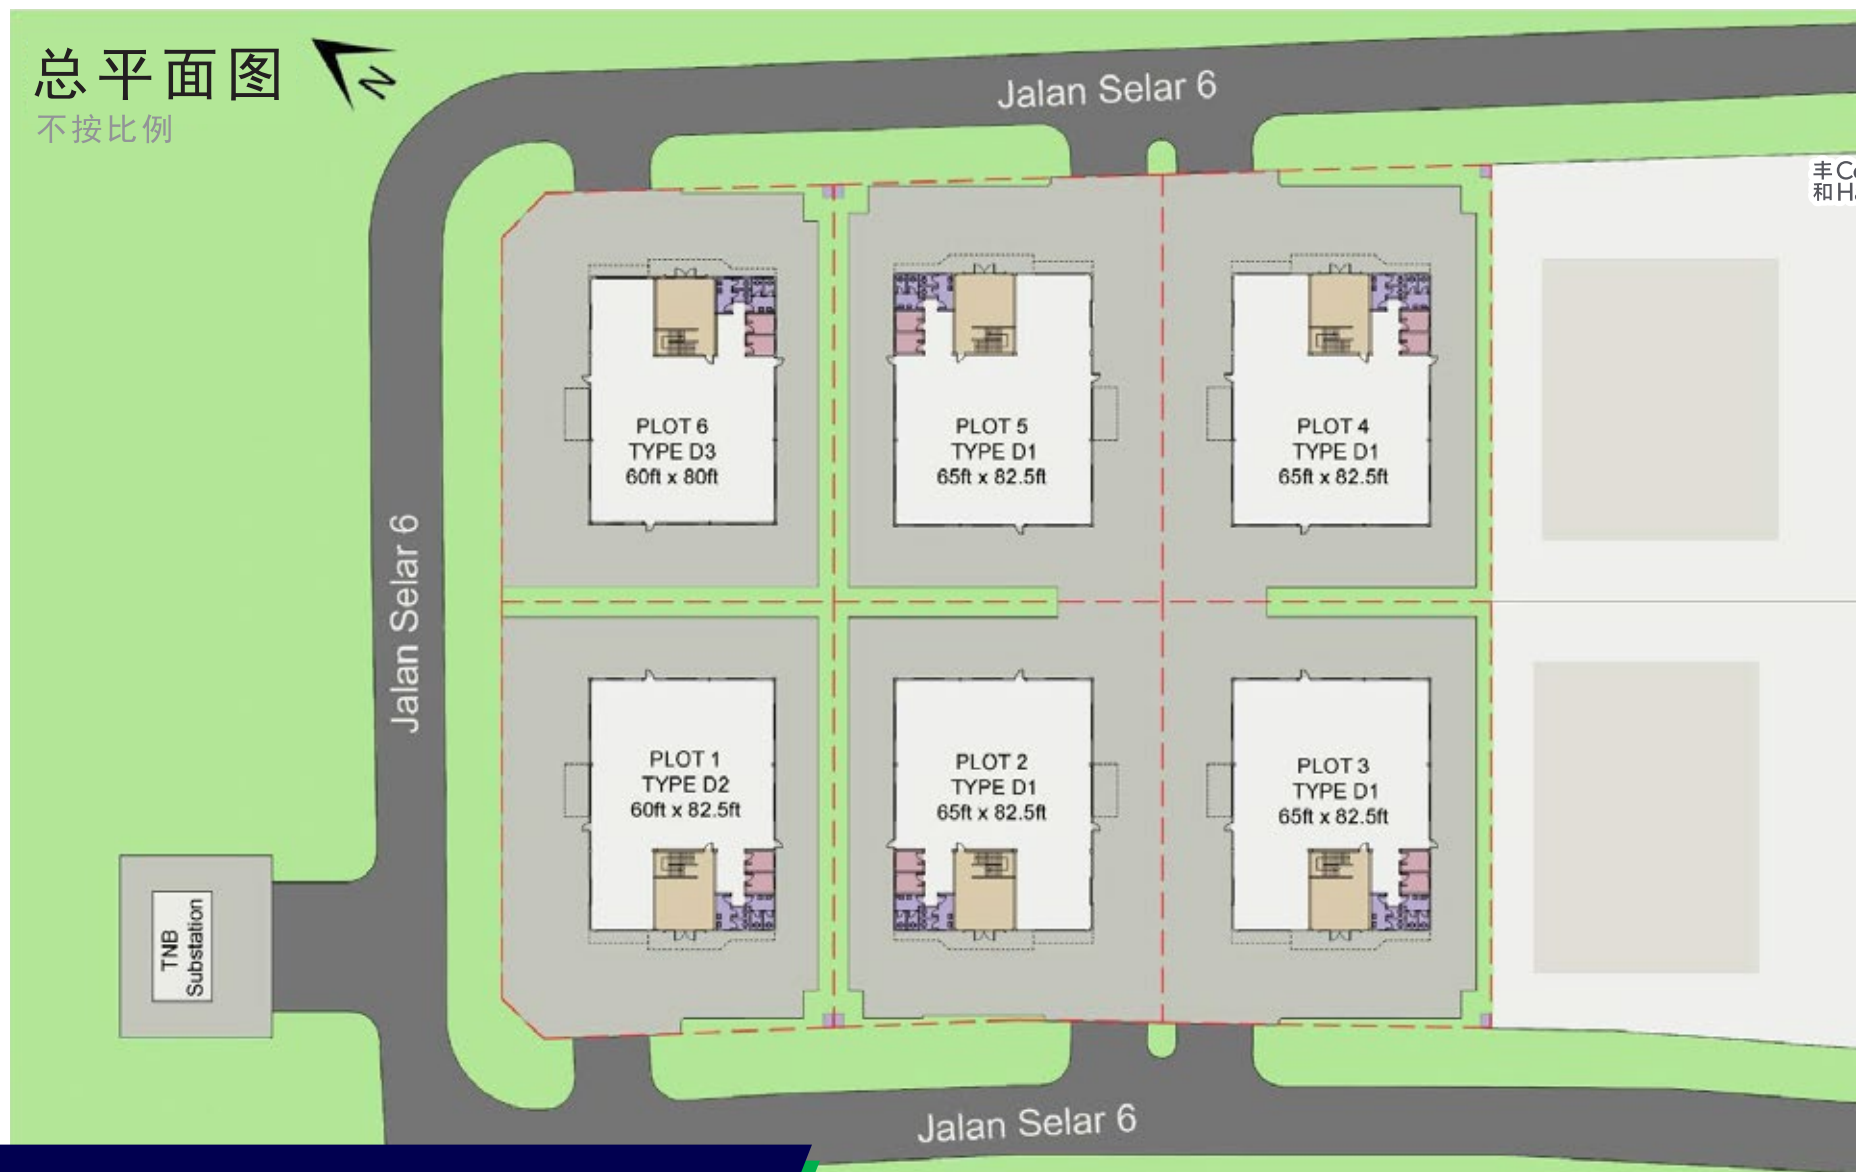 总平面图
N
不按比例
Jalan Selar 6
丰
和
PLOT 6
TYPE D3
60ft x 80ft
PLOT 5
TYPE D1
65ft x 82.5ft
PLOT 4
TYPE D1
65ft x 82.5ft
Jalan Selar 6
PLOT 1
TYPE D2
60ft x 82.5ft
PLOT 2
TYPE D1
65ft x 82.5ft
PLOT 3
TYPE D1
65ft x 82.5ft
TNB
Substation
Jalan Selar 6